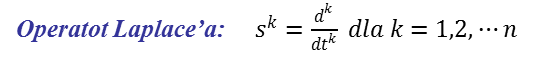 Operatot Laplace’a: s^k = d^k/dt^k dla k = 1,2, ⋯ n